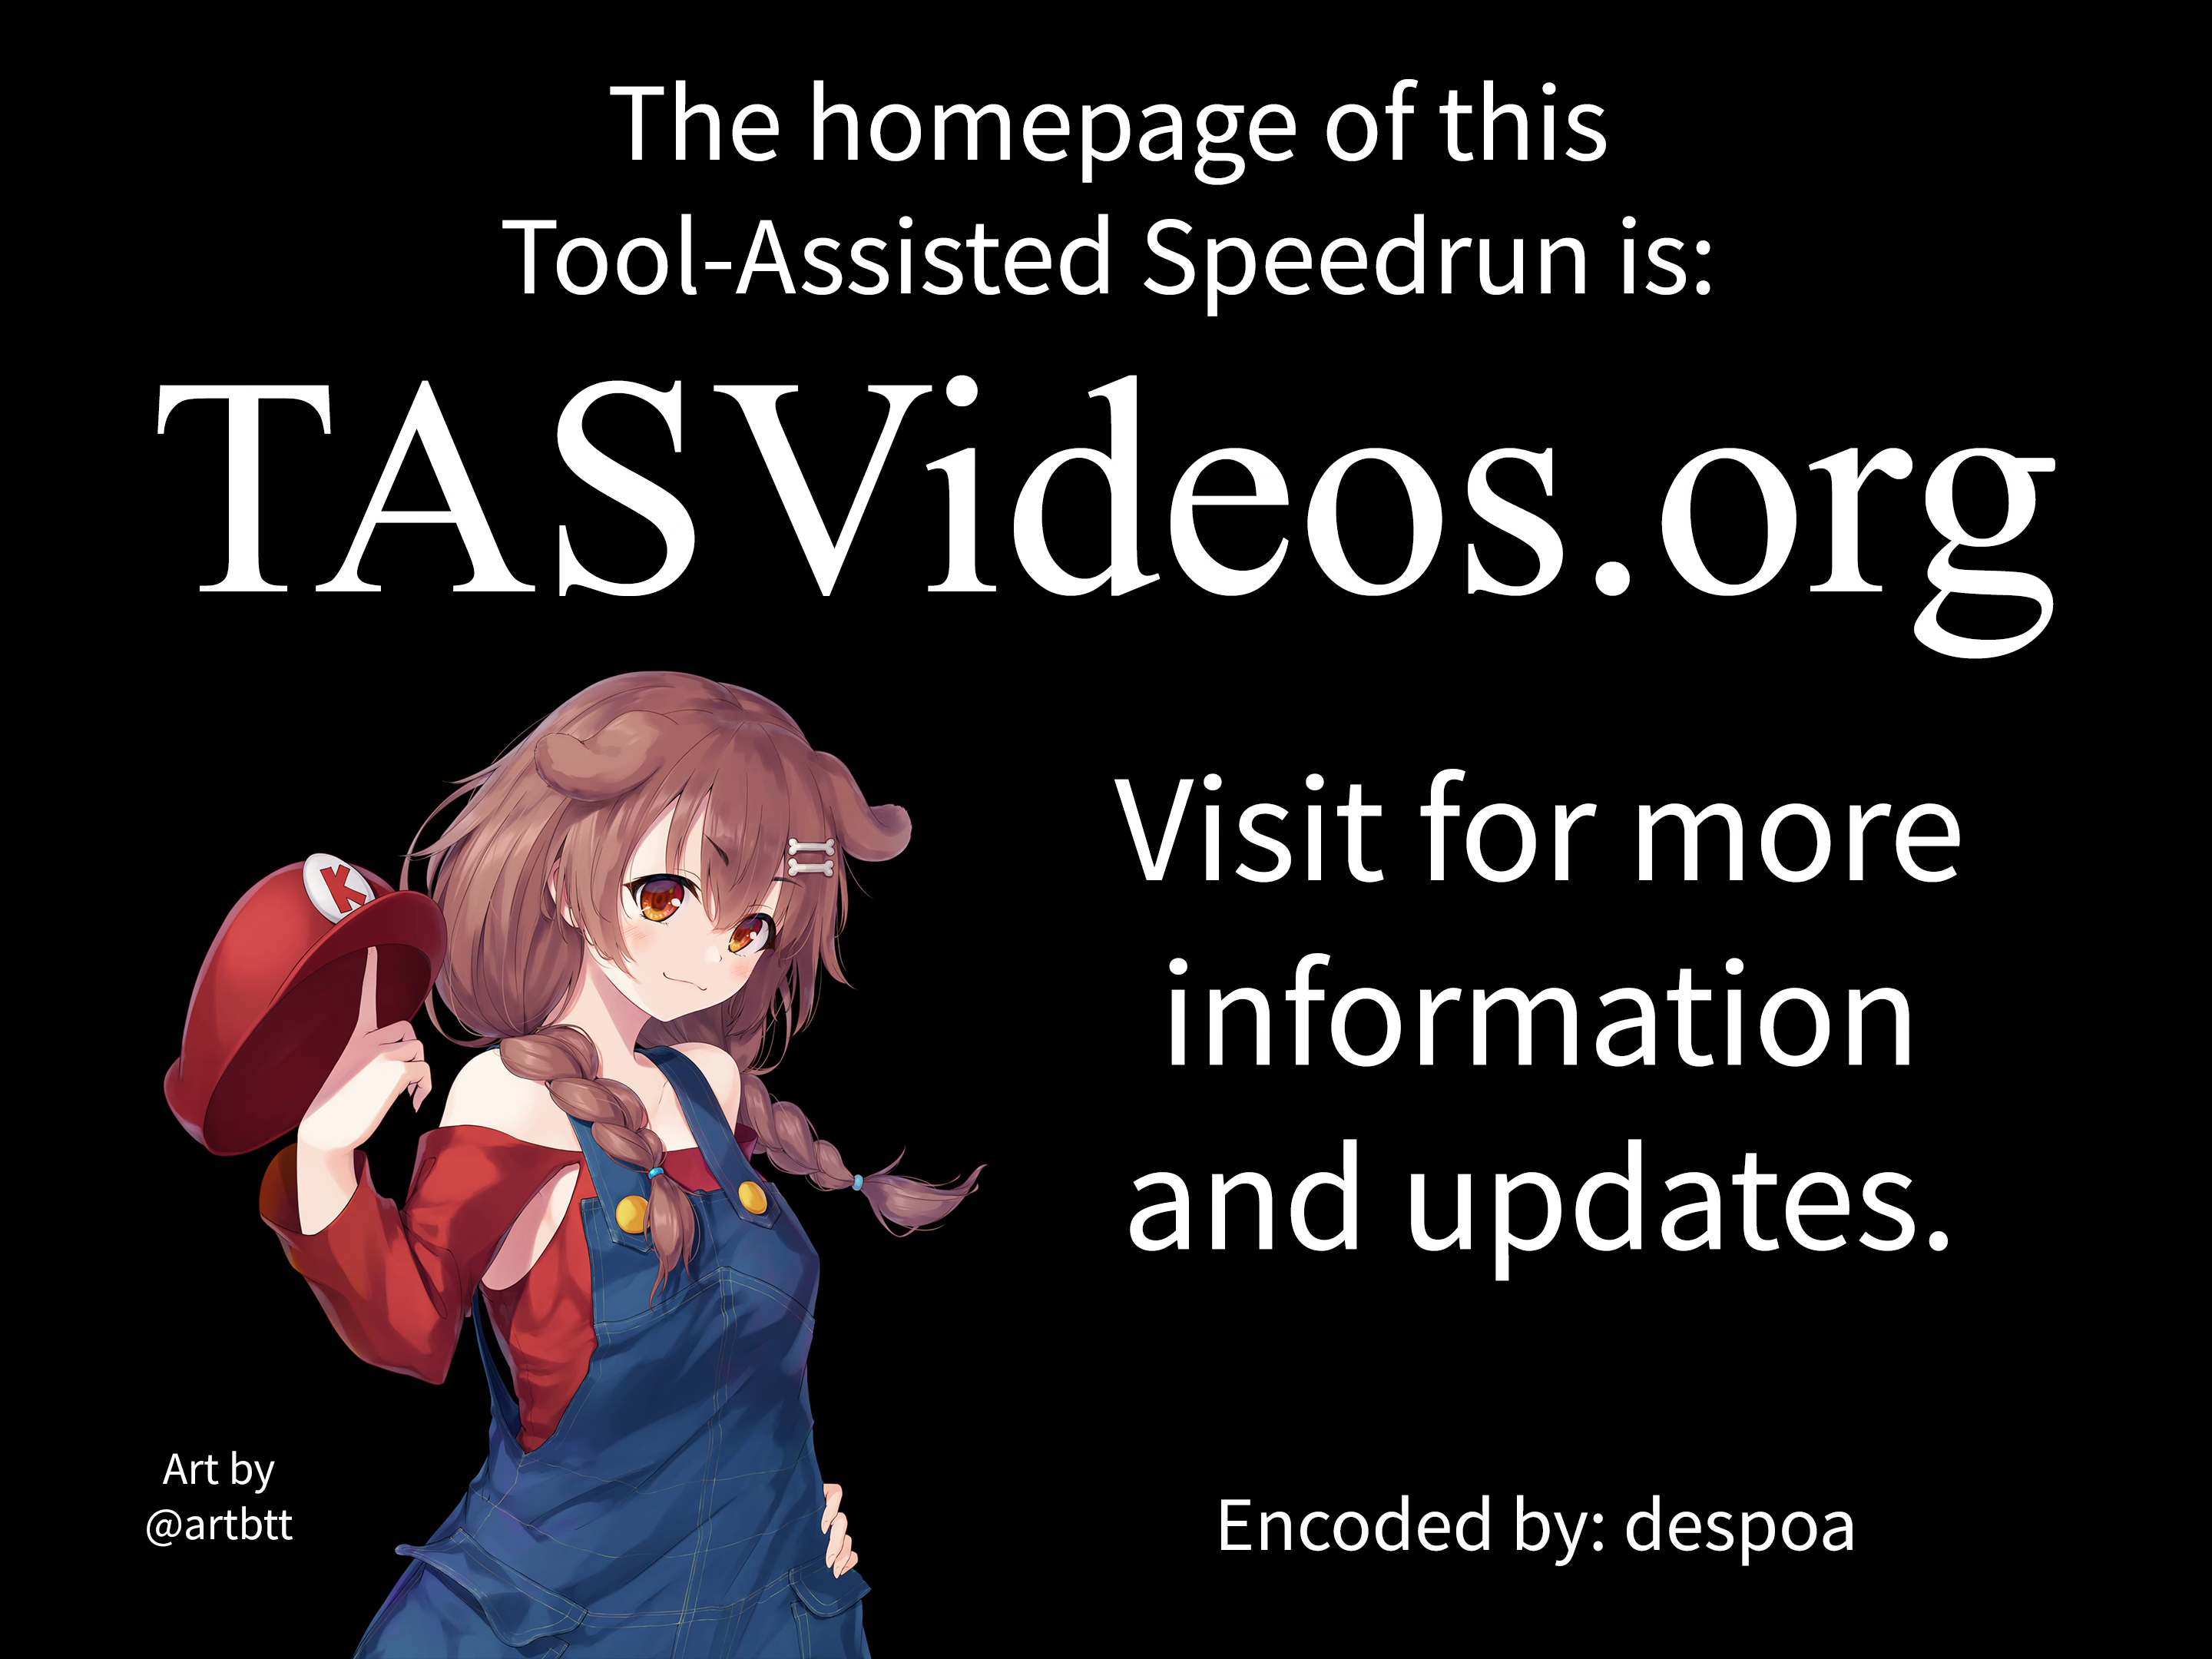 The homepage of this
Tool-Assisted Speedrun is:
TASVideos.org
K
Visit for more
information
and updates.
Art by
@artbtt
Encoded by: despoa